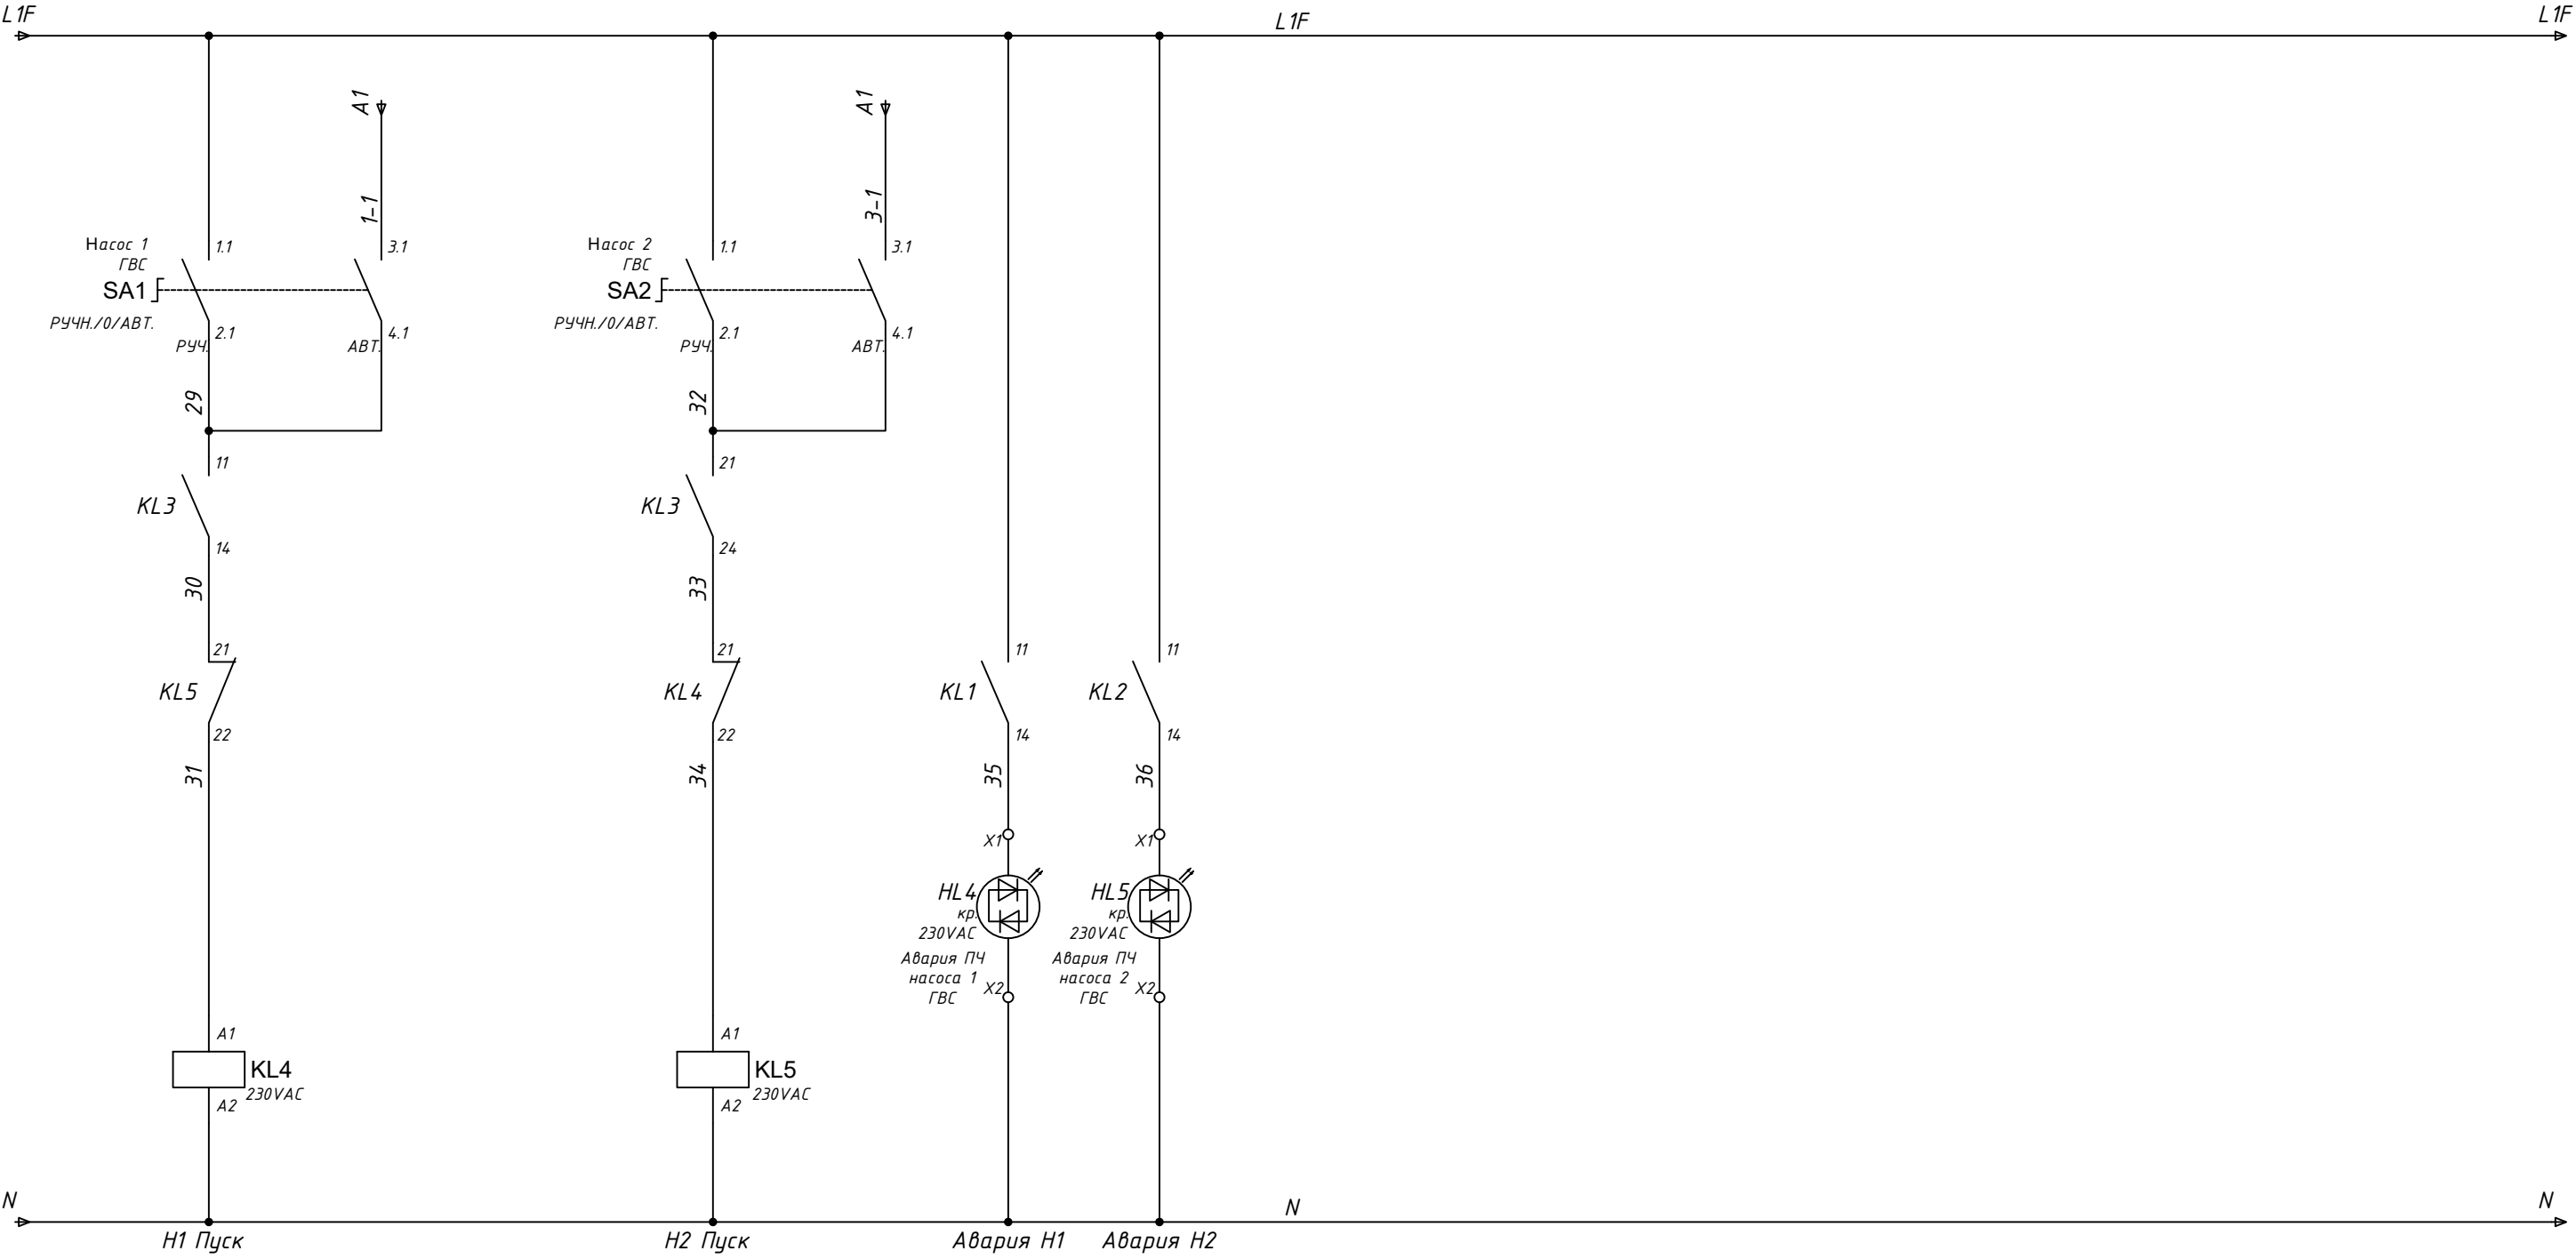 L1F
L1F
L1F
A1
1-1
Насос 1
ГВС
SA1
РУЧН./0/АВТ.
1.1
2.1
РУЧ.
3.1
4.1
АВТ.
29
11
KL3
14
30
21
KL5
22
31
A1
KL4
230VAC
A2
A1
3-1
Насос 2
ГВС
SA2
РУЧН./0/АВТ.
1.1
2.1
РУЧ.
3.1
4.1
АВТ.
32
21
KL3
24
33
21
KL4
22
34
A1
KL5
230VAC
A2
11
KL1
14
35
X1
HL4
кр.
230VAC
Авария ПЧ
насоса 1
ГВС
X2
11
KL2
14
36
X1
HL5
кр.
230VAC
Авария ПЧ
насоса 2
ГВС
X2
N
N
N
Н1 Пуск
Н2 Пуск
Авария Н1
Авария Н2